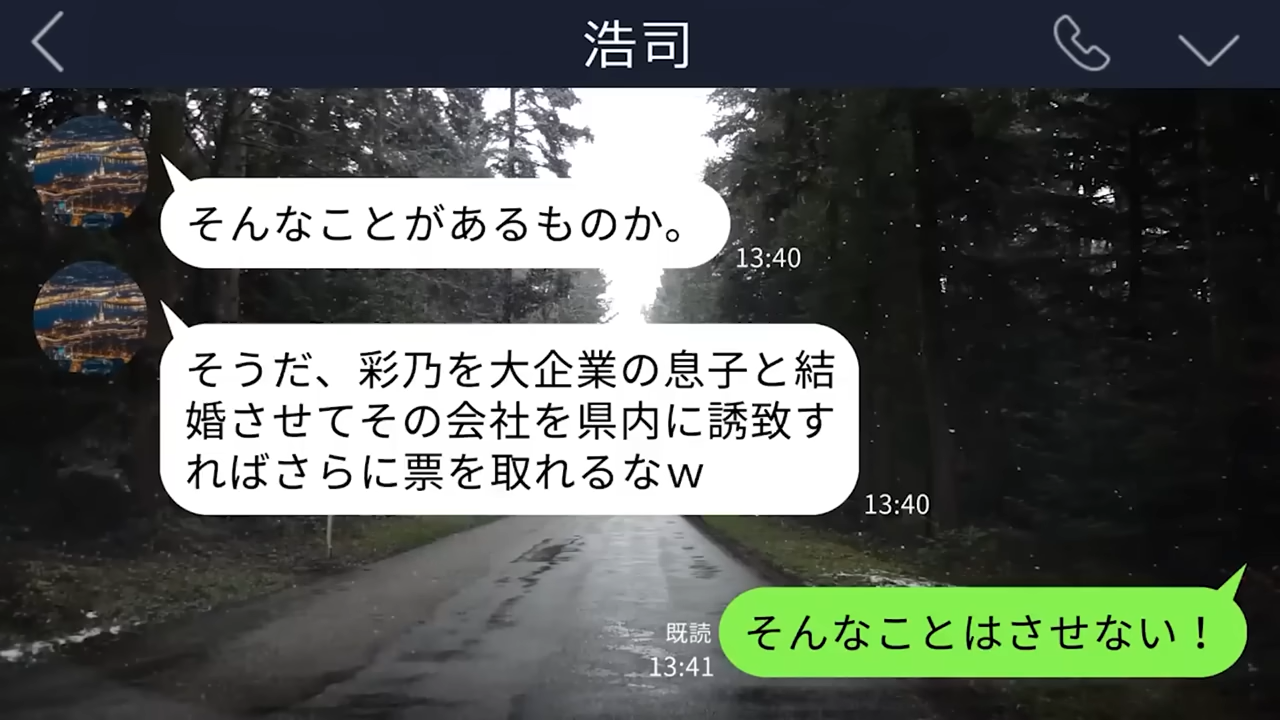 浩司
そんなことがあるものか。
13:40
そうだ、彩乃を大企業の息子と結
婚させてその会社を県内に誘致す
ればさらに票を取れるなw
13:40
既読
13:41
そんなことはさせない！